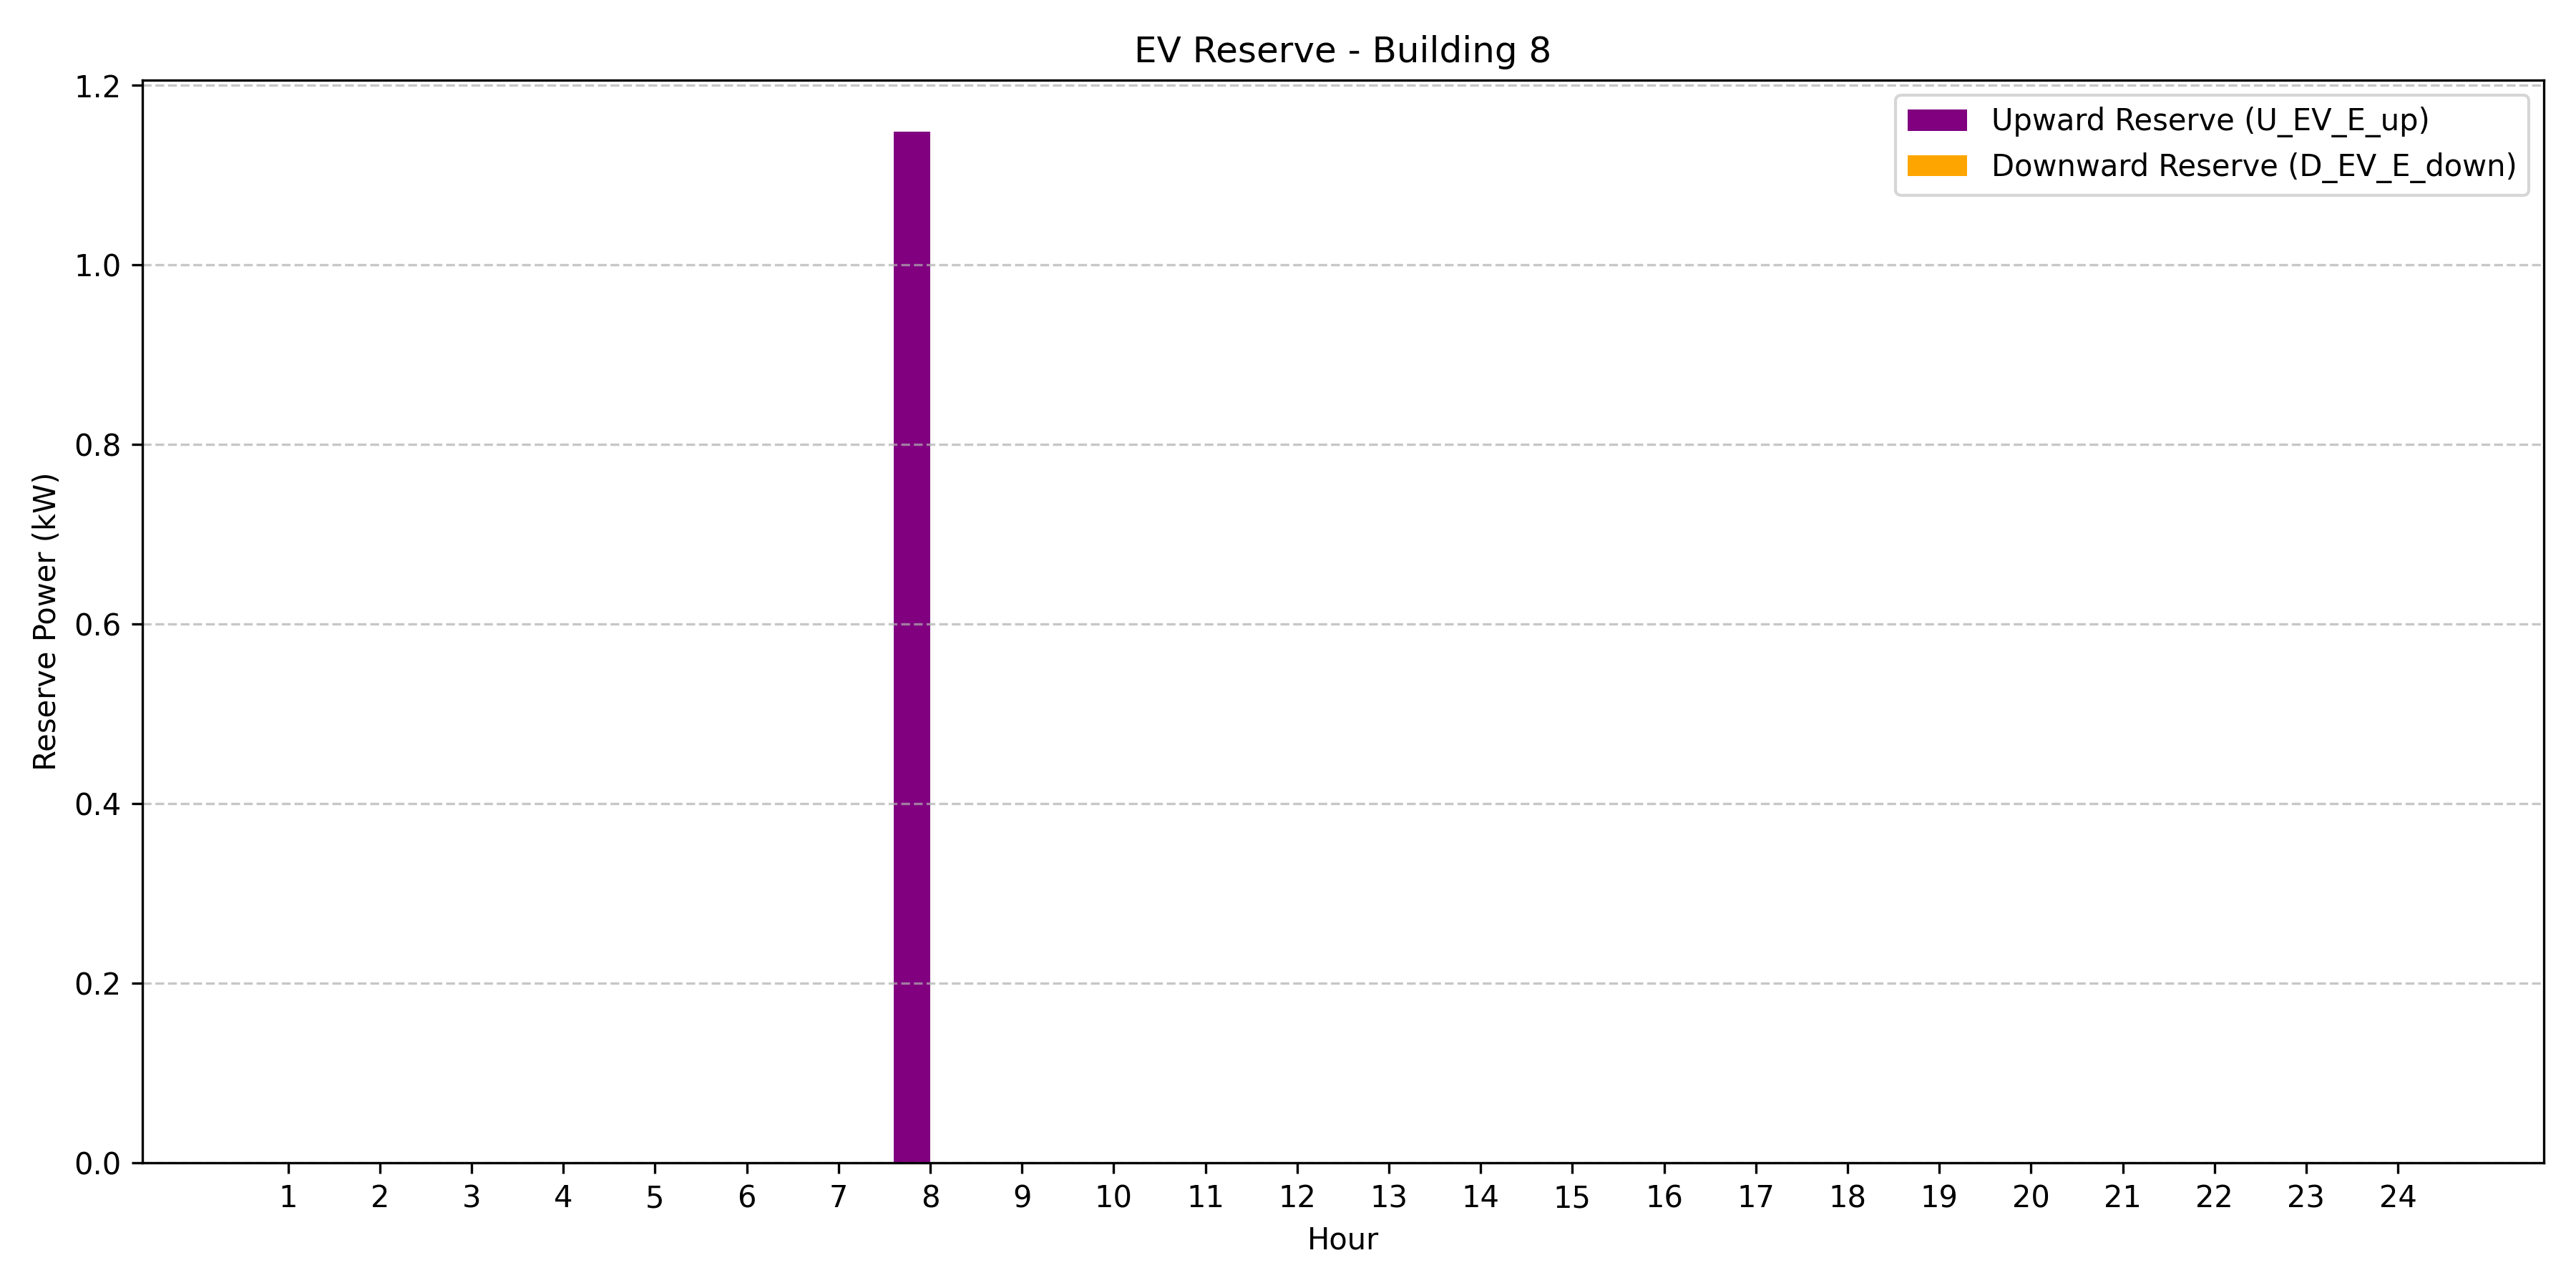 EV Reserve - Building 8
Upward Reserve (U_EV_E_up)
Downward Reserve (D_EV_E_down)
1.2
1.0
0.8
0.6
0.4
0.2
0.0
Reserve Power (kW)
1 2 3 4 5 6 7 8 9 10 11 12 13 14 15 16 17 18 19 20 21 22 23 24
Hour